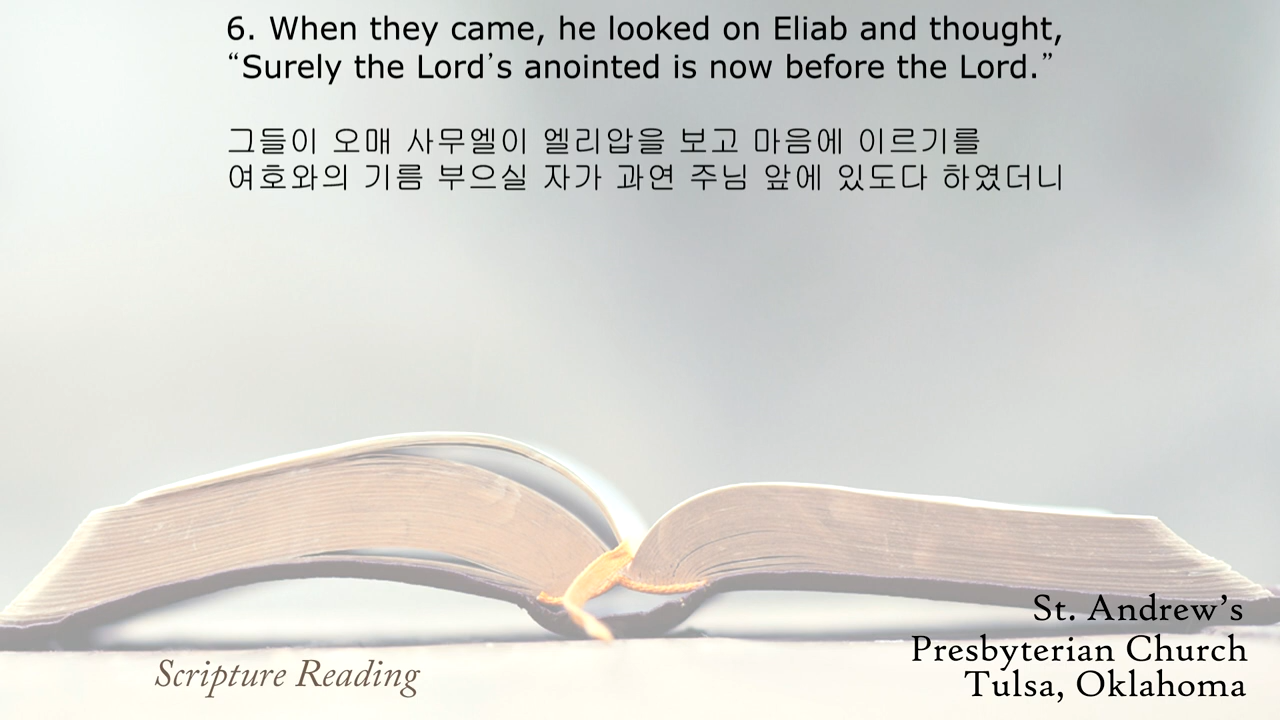 6. When they came, he looked on Eliab and thought,
“Surely the Lord’s anointed is now before the Lord.”
그들이 오매 사무엘이 엘리압을 보고 마음에 이르기를
여호와의 기름 부으실 자가 과연 주님 앞에 있도다 하였더니
Scripture Reading
St. Andrew’s
Presbyterian Church
Tulsa, Oklahoma